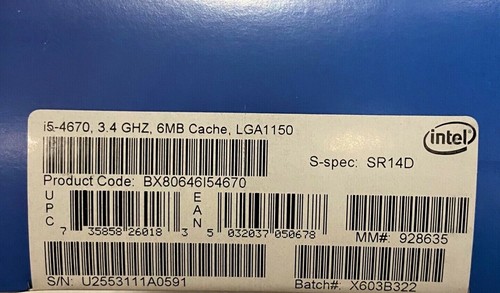 i5-4670, 3.4 GHZ, 6MB Cache, LGA1150
intel
S-spec: SR14D
Product Code: BX80646I54670
UPC
7 35858 26018 3
EAN
5 032037 050678
MM#: 928635
S/N: U2553111A0591
Batch#: X603B322